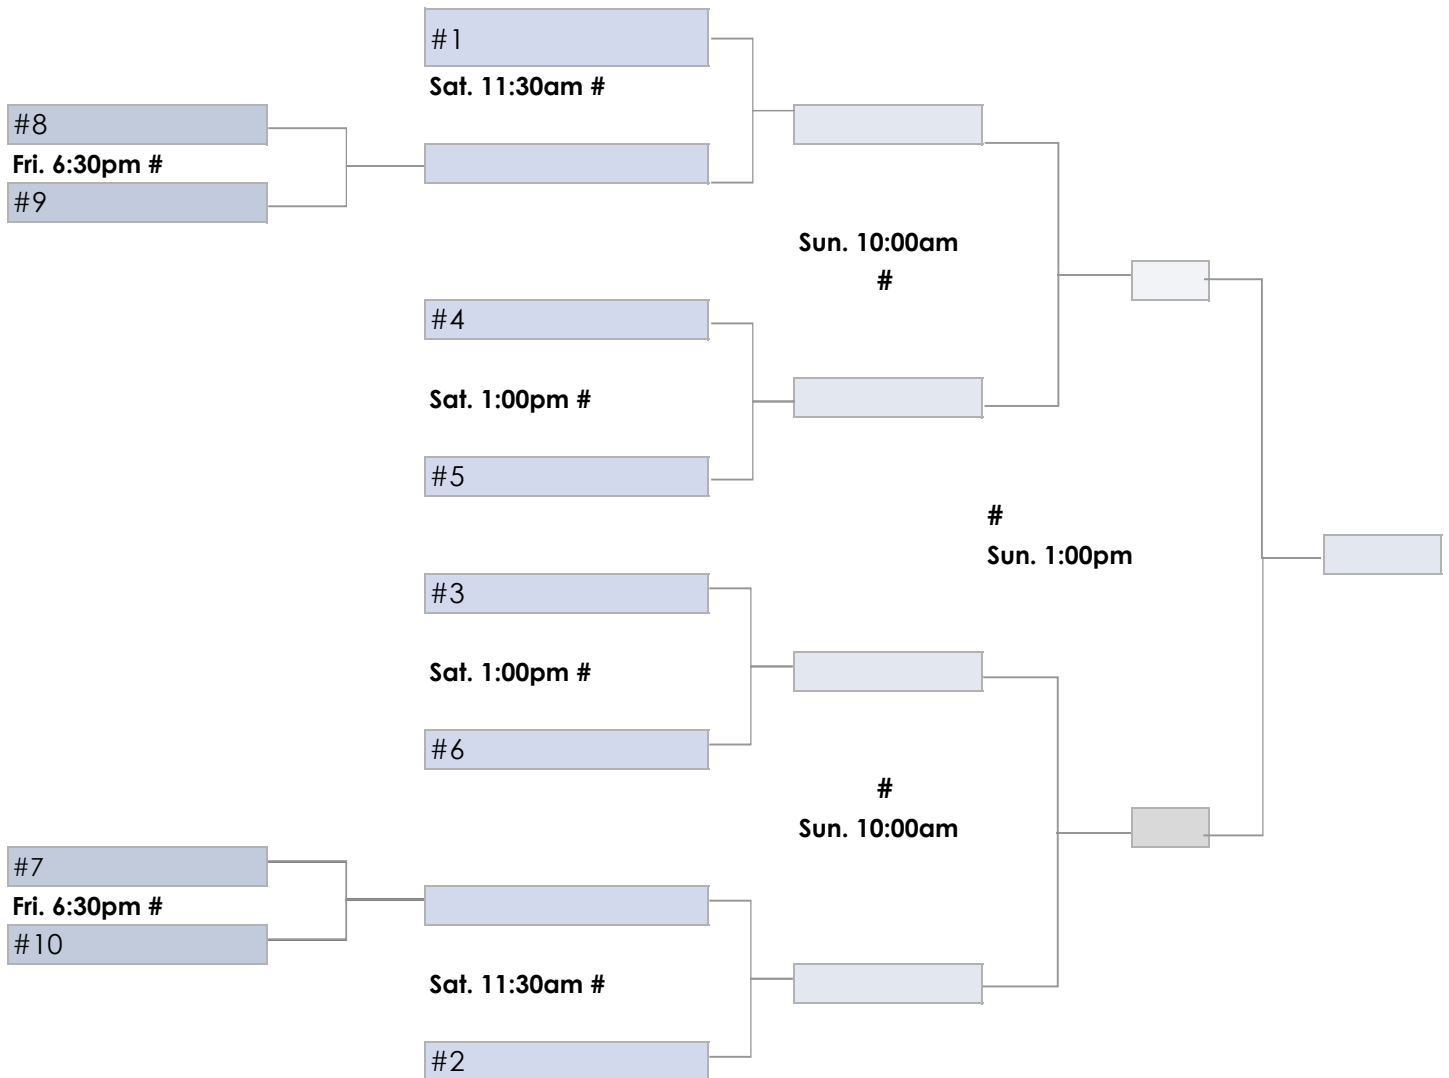 #1
Sat. 11:30am #
#8
Fri. 6:30pm #
#9
Sun. 10:00am
#
#4
Sat. 1:00pm #
#5
#
Sun. 1:00pm
#3
Sat. 1:00pm #
#6
#
Sun. 10:00am
#7
Fri. 6:30pm #
#10
Sat. 11:30am #
#2